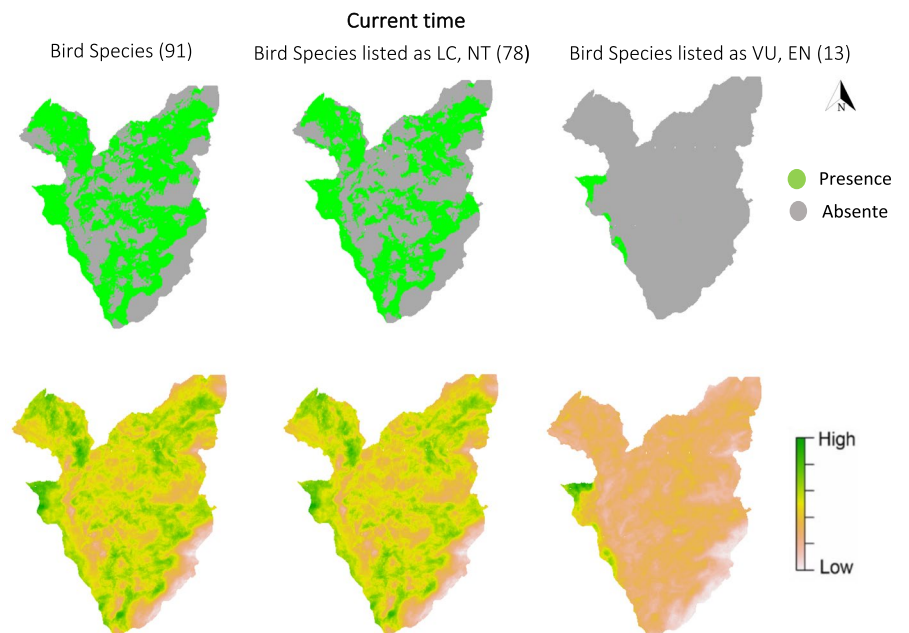 Current time
Bird Species (91)
Bird Species listed as LC, NT (78)
Bird Species listed as VU, EN (13)
N
Presence
Absente
High
Low